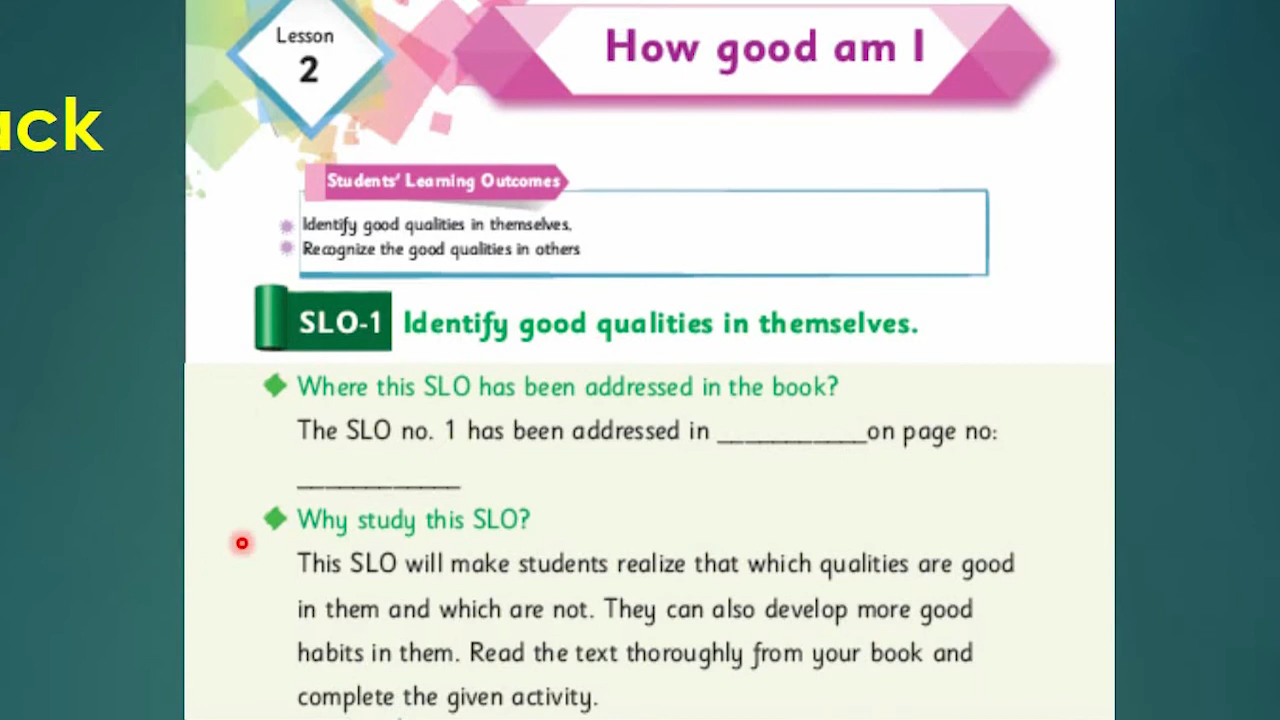 Lesson
2
How good am I
ack
Students' Learning Outcomes
Identify good qualities in themselves.
Recognize the good qualities in others
SLO-1 Identify good qualities in themselves.
Where this SLO has been addressed in the book?
The SLO no. 1 has been addressed in ___________on page no:
____________
Why study this SLO?
This SLO will make students realize that which qualities are good
in them and which are not. They can also develop more good
habits in them. Read the text thoroughly from your book and
complete the given activity.